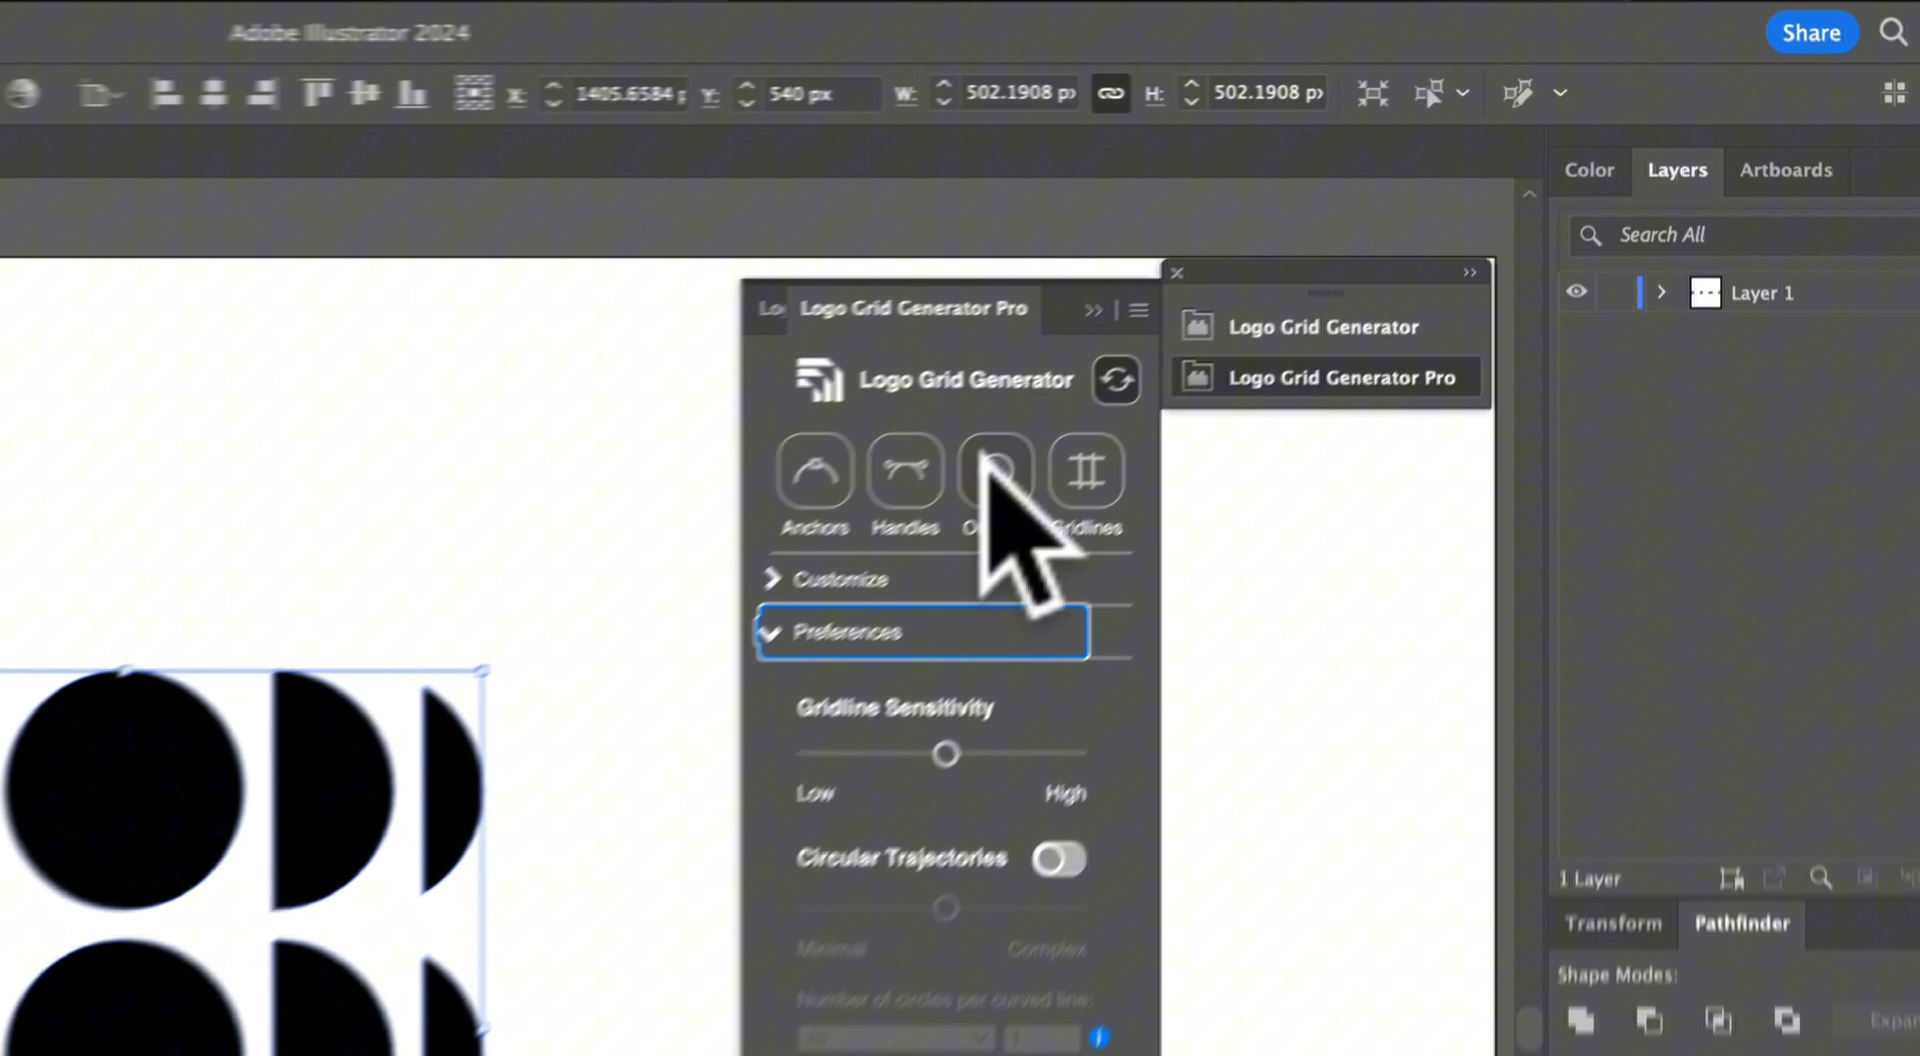 Adobe Illustrator 2024
Share
X: 1405.6584 Y: 540 px W: 502.1908 p H: 502.1908 p
Color Layers Artboards
Search All
Layer 1
Logo Grid Generator Pro
Logo Grid Generator
Logo Grid Generator Pro
Logo Grid Generator
Anchors Handles
Customize
Preferences
Gridline Sensitivity
Low High
Circular Trajectories
Minimal Complex
Number of circles per curved line:
1 Layer
Transform Pathfinder
Shape Modes: